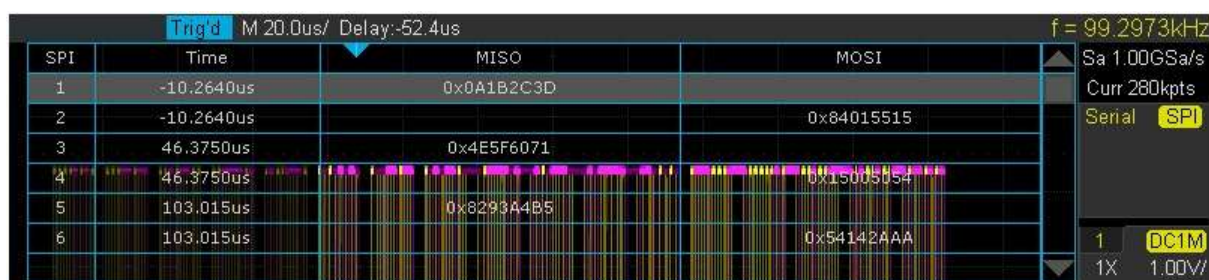 Trig'd M 20.0us/ Delay:-52.4us f = 99.2973kHz
SPI Time MISO MOSI Sa 1.00GSa/s
1 -10.2640us 0x0A1B2C3D Curr 280kpts
2 -10.2640us 0x84015515 Serial SPI
3 46.3750us 0x4E5F6071
4 46.3750us 0x15005054
5 103.015us 0x8293A4B5
6 103.015us 0x54142AAA 1 DC1M
1X 1.00V/